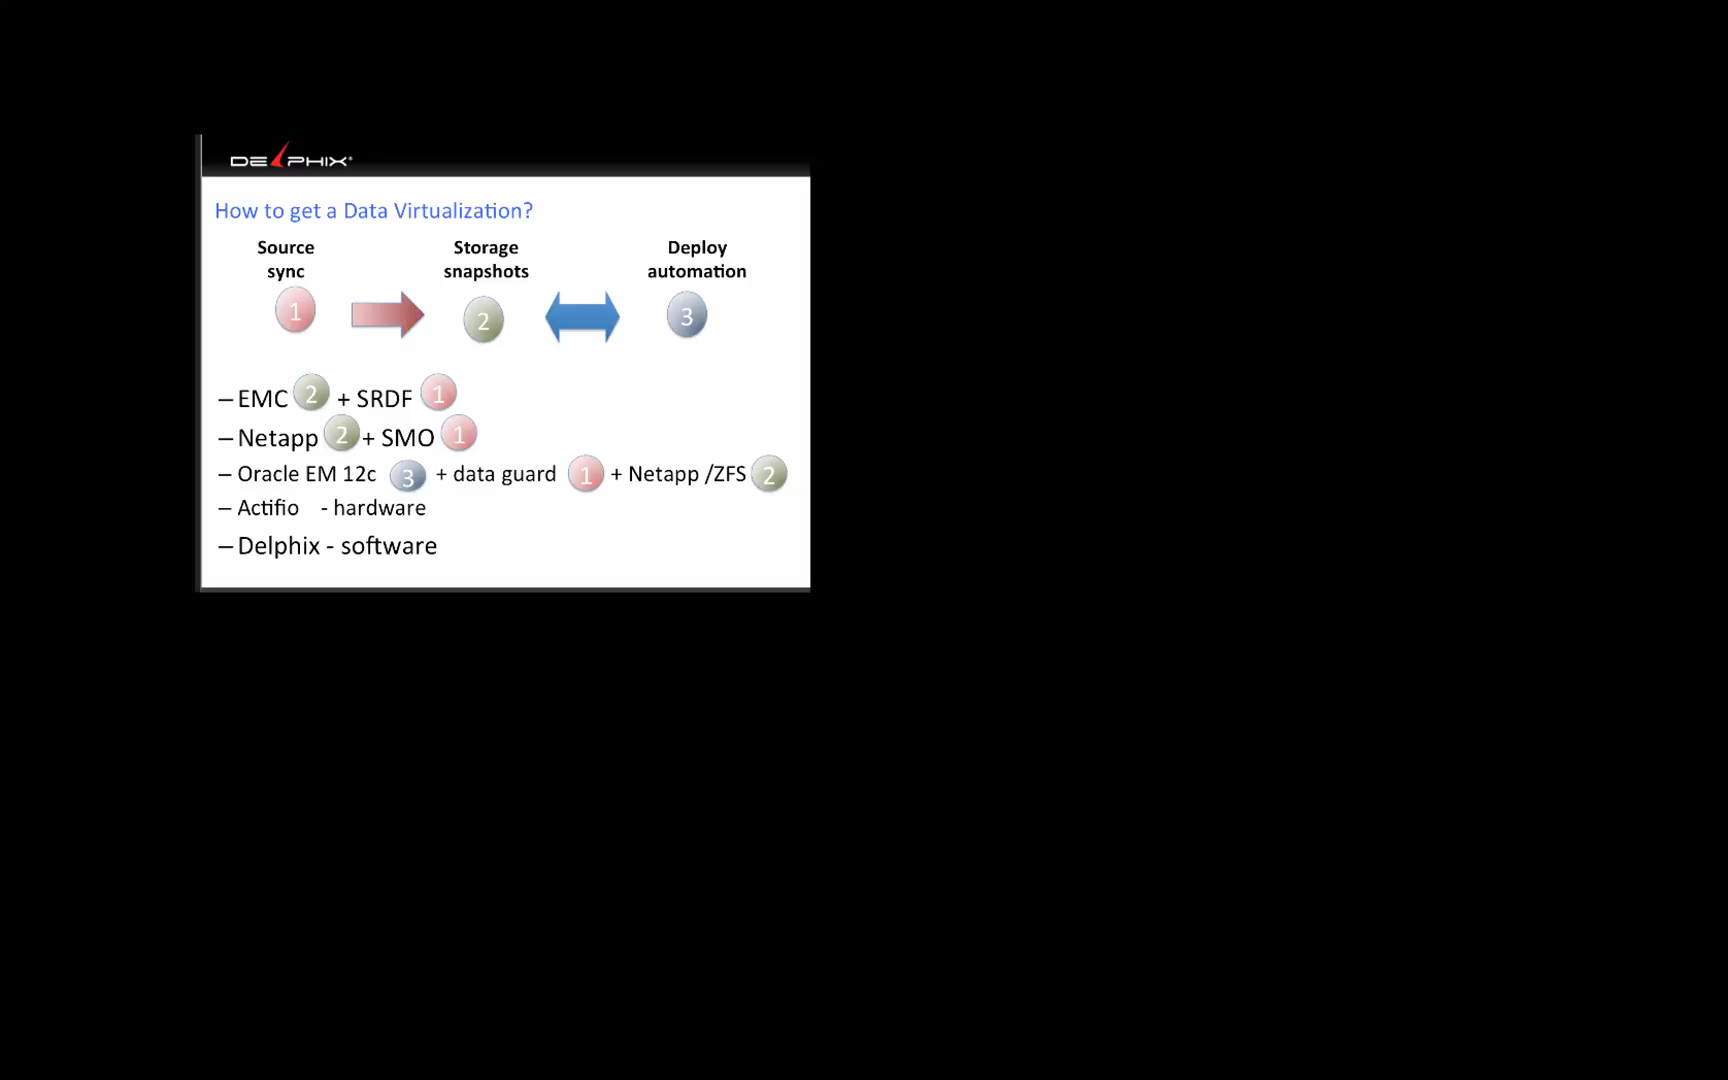 DELPHIX®
How to get a Data Virtualization?
Source sync
Storage snapshots
Deploy automation
1
2
3
– EMC 2 + SRDF 1
– Netapp 2 + SMO 1
– Oracle EM 12c 3 + data guard 1 + Netapp /ZFS 2
– Actifio - hardware
– Delphix - software